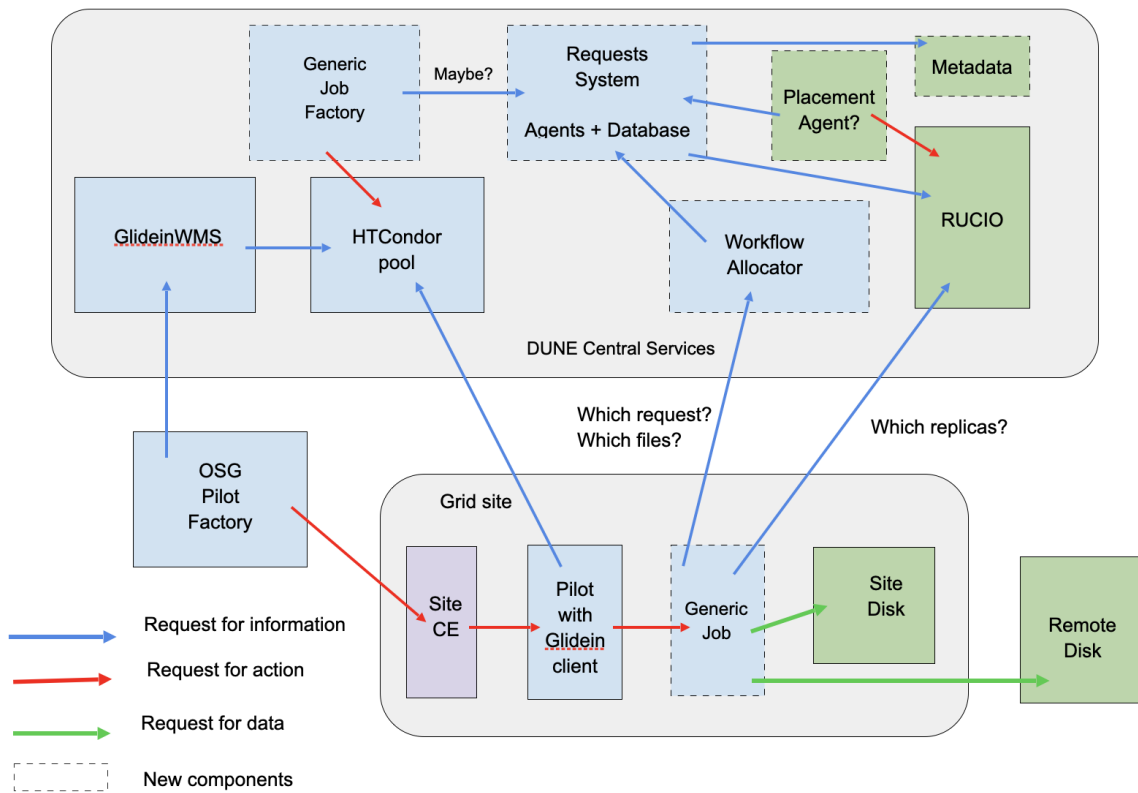 Generic
Job
Factory
Maybe?
Requests
System
Agents + Database
Placement
Agent?
Metadata
GlideinWMS
HTCondor
pool
Workflow
Allocator
RUCIO
DUNE Central Services
Which request?
Which files?
Which replicas?
OSG
Pilot
Factory
Grid site
Site
CE
Pilot
with
Glidein
client
Generic
Job
Site
Disk
Remote
Disk
Request for information
Request for action
Request for data
New components